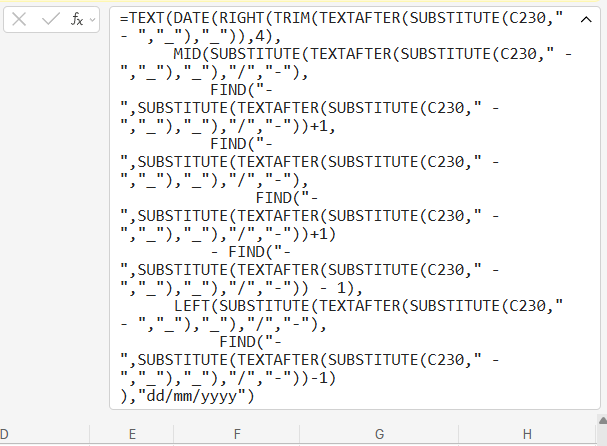 fx
=TEXT(DATE(RIGHT(TRIM(TEXTAFTER(SUBSTITUTE(C230,"
- ","_"),"_")),4),
MID(SUBSTITUTE(TEXTAFTER(SUBSTITUTE(C230," -
","_"),"_"),"/","-"),
FIND("-
",SUBSTITUTE(TEXTAFTER(SUBSTITUTE(C230," -
","_"),"_"),"/","-"))+1,
FIND("-
",SUBSTITUTE(TEXTAFTER(SUBSTITUTE(C230," -
","_"),"_"),"/","-"),
FIND("-
",SUBSTITUTE(TEXTAFTER(SUBSTITUTE(C230," -
","_"),"_"),"/","-"))+1)
- FIND("-
",SUBSTITUTE(TEXTAFTER(SUBSTITUTE(C230," -
","_"),"_"),"/","-")) - 1),
LEFT(SUBSTITUTE(TEXTAFTER(SUBSTITUTE(C230,"
- ","_"),"_"),"/","-"),
FIND("-
",SUBSTITUTE(TEXTAFTER(SUBSTITUTE(C230," -
","_"),"_"),"/","-"))-1)
),"dd/mm/yyyy")
D E F G H